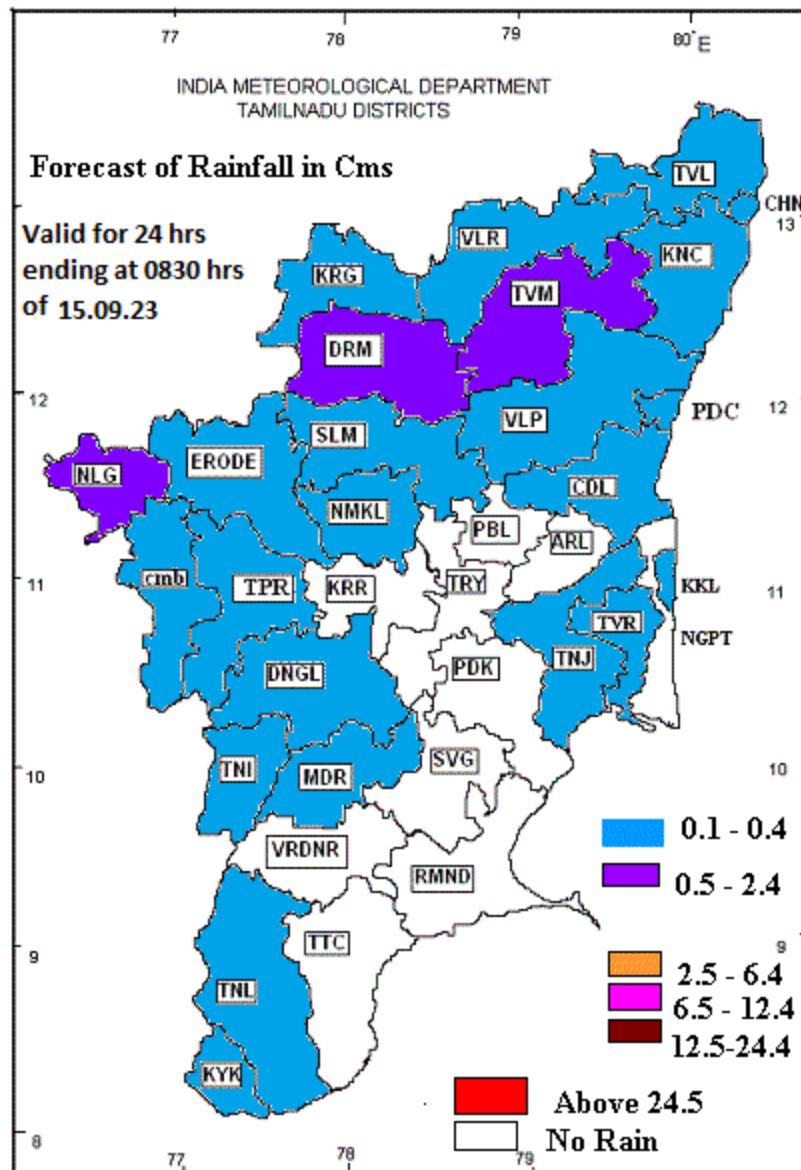 77 78 79 80° E
INDIA METEOROLOGICAL DEPARTMENT
TAMILNADU DISTRICTS
Forecast of Rainfall in Cms
TVL
CHN
13
Valid for 24 hrs
ending at 0830 hrs
of 15.09.23
VLR
KNC
KRG
TVM
DRM
12
12
PDC
VLP
SLM
ERODE
NLG
CDL
NMKL
PBL
ARL
11
cmb
TPR
KRR
TRY
KKL
11
TVR
NGPT
DNGL
PDK
TNJ
10
TNI
MDR
SVG
10
0.1 - 0.4
VRDNR
RMND
0.5 - 2.4
9
TTC
9
2.5 - 6.4
TNL
6.5 - 12.4
12.5-24.4
KYK
Above 24.5
No Rain
8
77 78 79